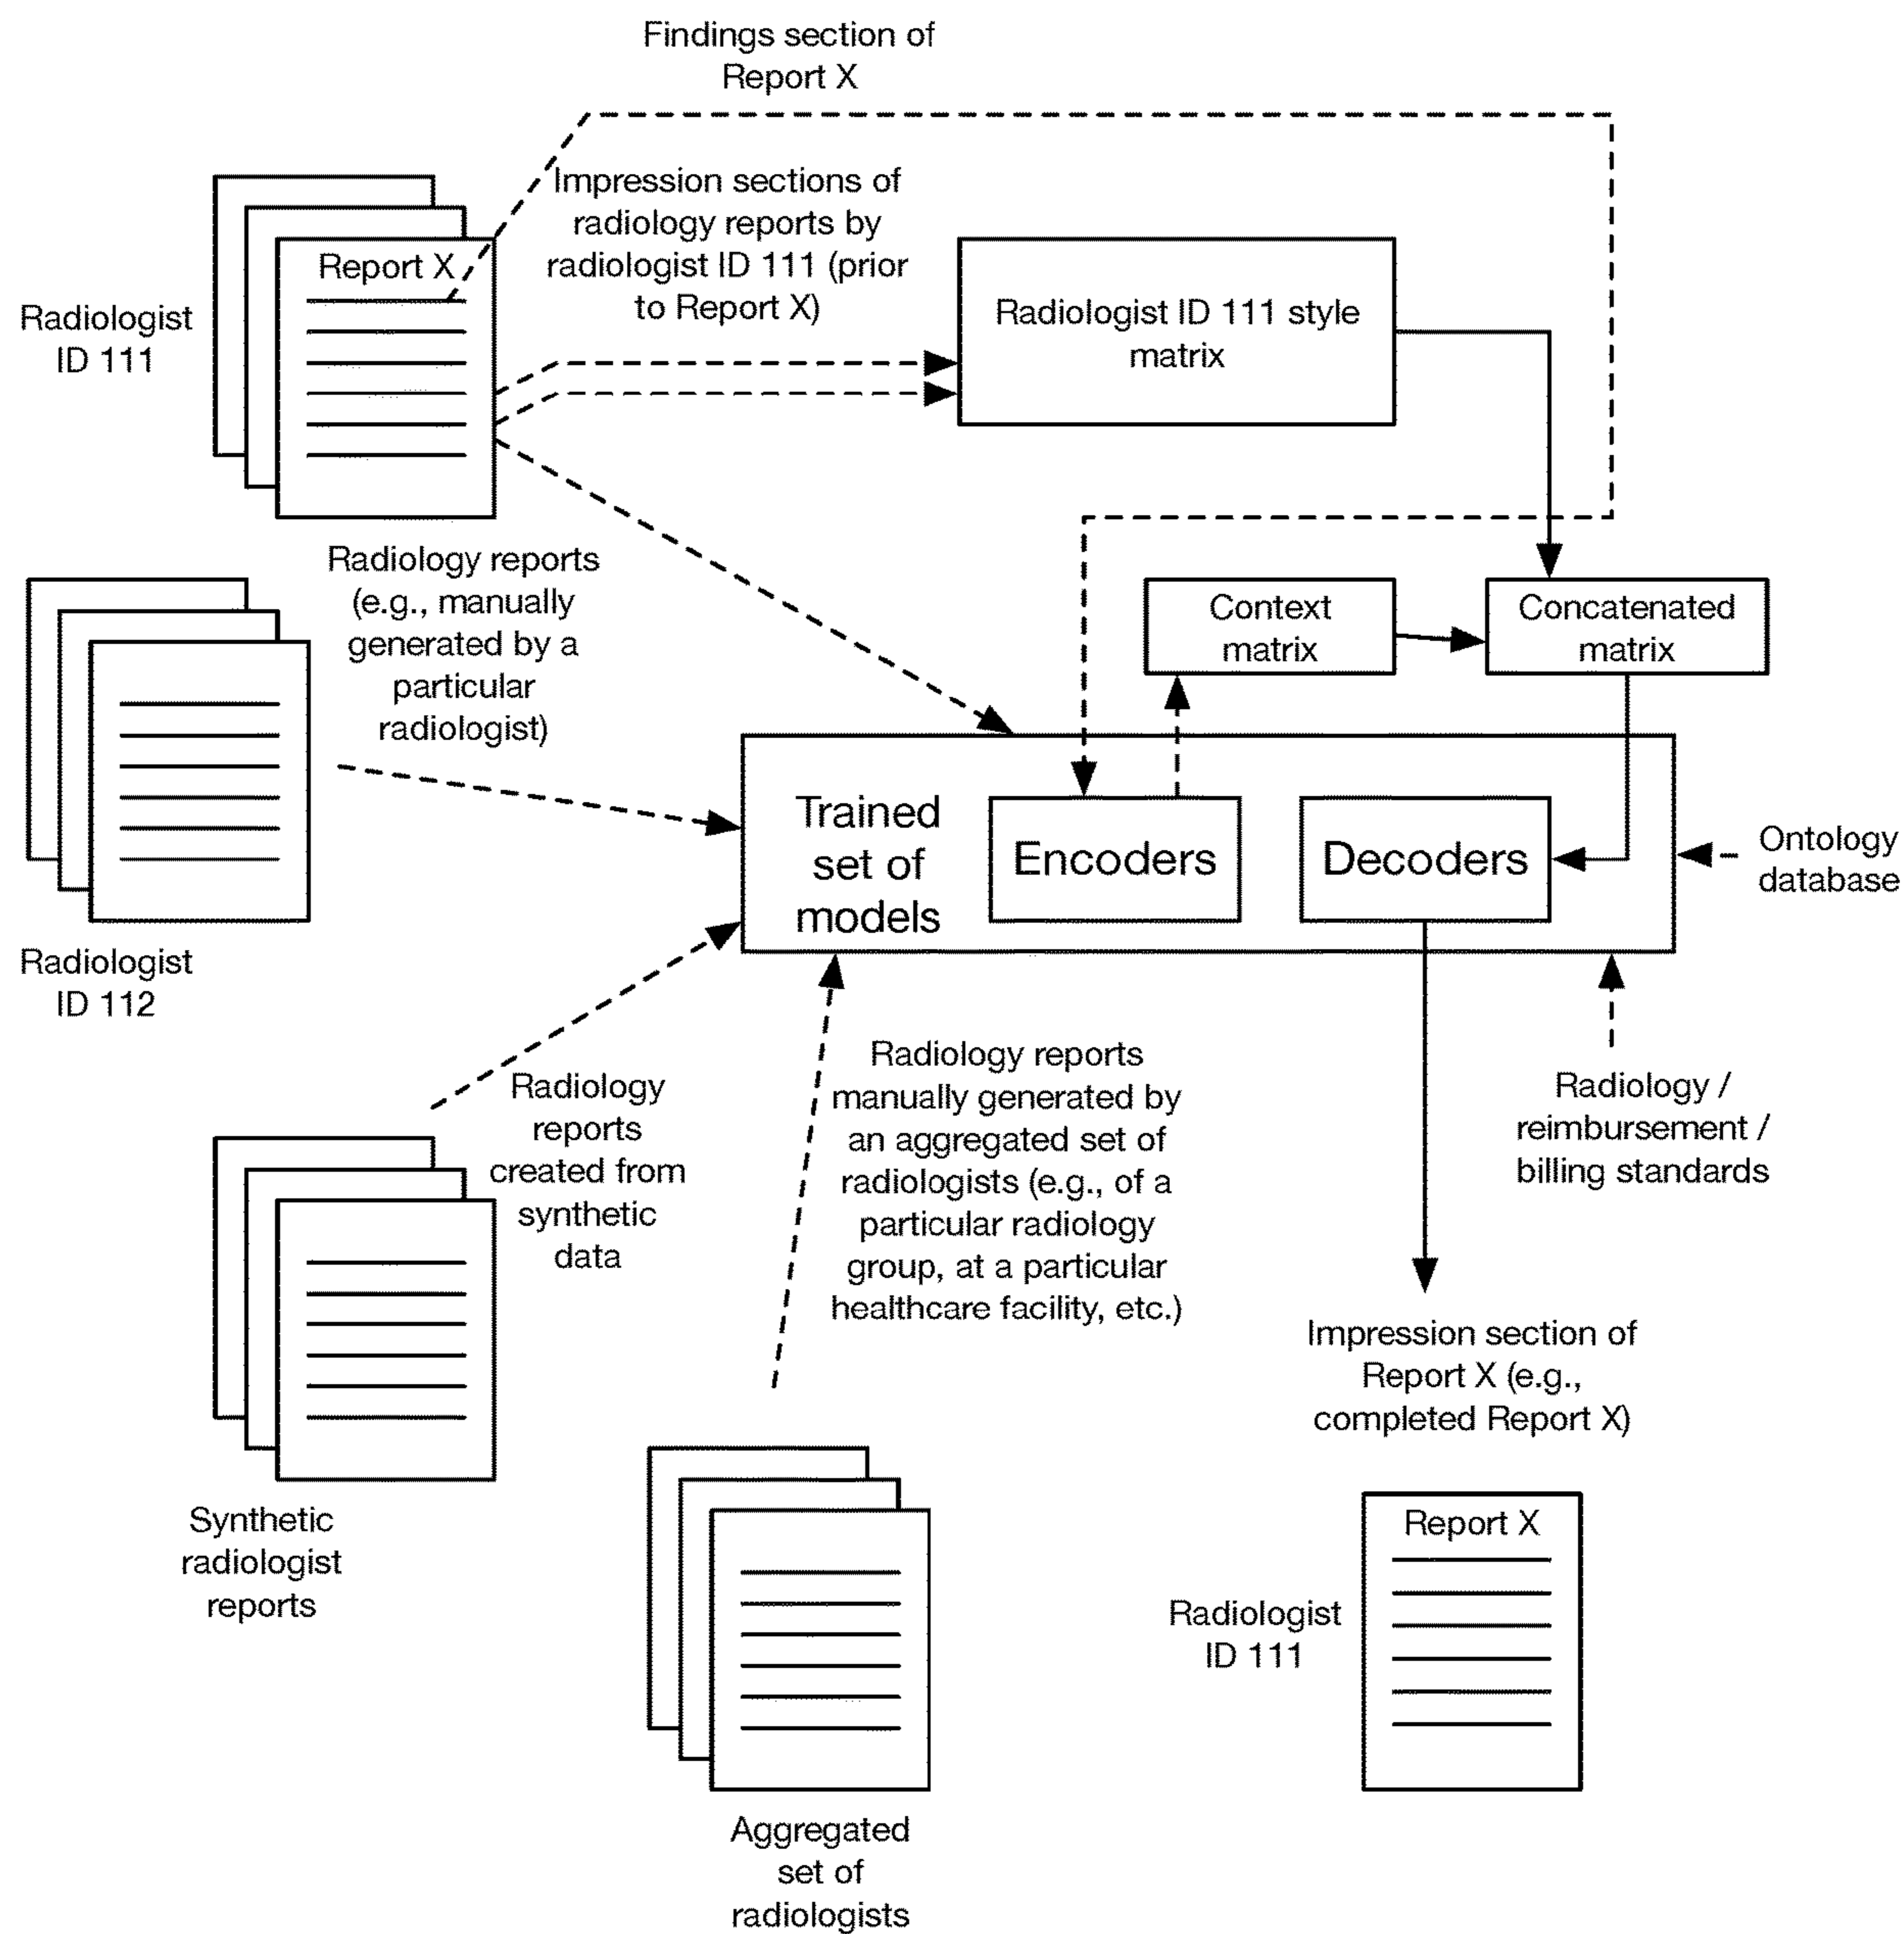 Findings section of
Report X
Impression sections of
radiology reports by
radiologist ID 111 (prior
to Report X)
Report X
Radiologist
ID 111
Radiologist ID 111 style
matrix
Radiology reports
(e.g., manually
generated by a
particular
radiologist)
Context
matrix
Concatenated
matrix
Trained
set of
models
Encoders
Decoders
Ontology
database
Radiologist
ID 112
Radiology
reports
created from
synthetic
data
Radiology reports
manually generated by
an aggregated set of
radiologists (e.g., of a
particular radiology
group, at a particular
healthcare facility, etc.)
Radiology /
reimbursement /
billing standards
Impression section of
Report X (e.g.,
completed Report X)
Synthetic
radiologist
reports
Report X
Radiologist
ID 111
Aggregated
set of
radiologists